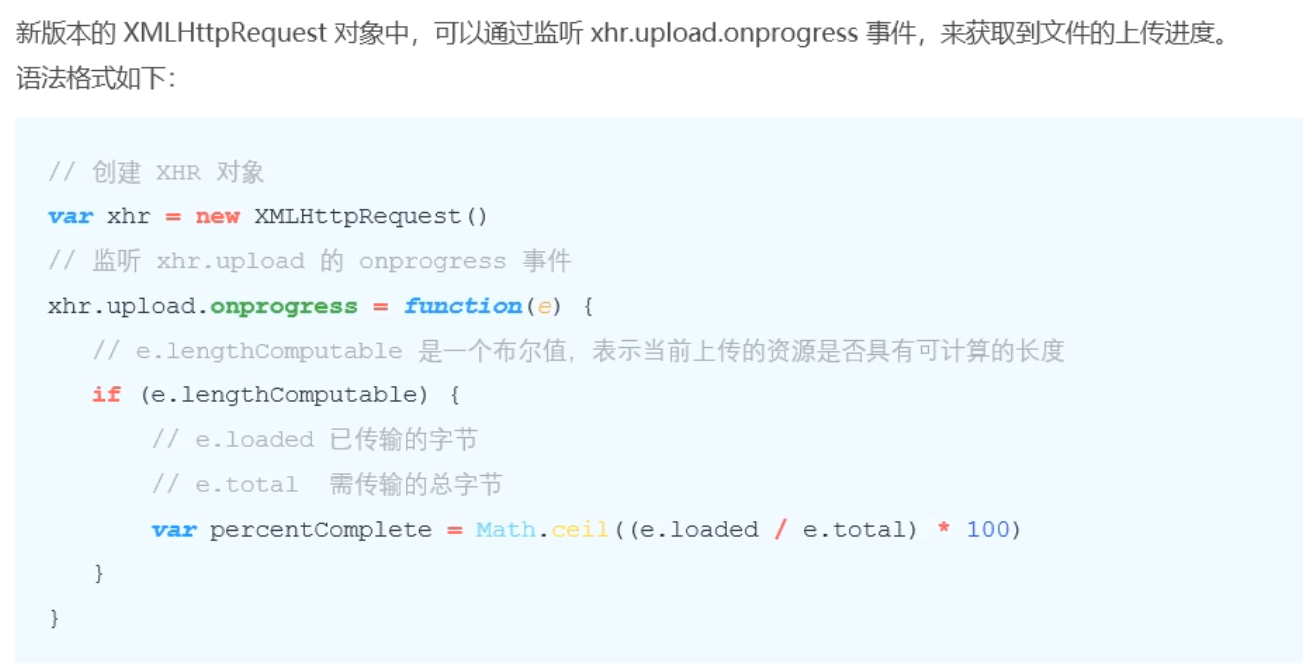 新版本的 XMLHttpRequest 对象中，可以通过监听 xhr.upload.onprogress 事件，来获取到文件的上传进度。
语法格式如下：
// 创建 XHR 对象
var xhr = new XMLHttpRequest()
// 监听 xhr.upload 的 onprogress 事件
xhr.upload.onprogress = function(e) {
// e.lengthComputable 是一个布尔值，表示当前上传的资源是否具有可计算的长度
if (e.lengthComputable) {
// e.loaded 已传输的字节
// e.total 需传输的总字节
var percentComplete = Math.ceil((e.loaded / e.total) * 100)
}
}